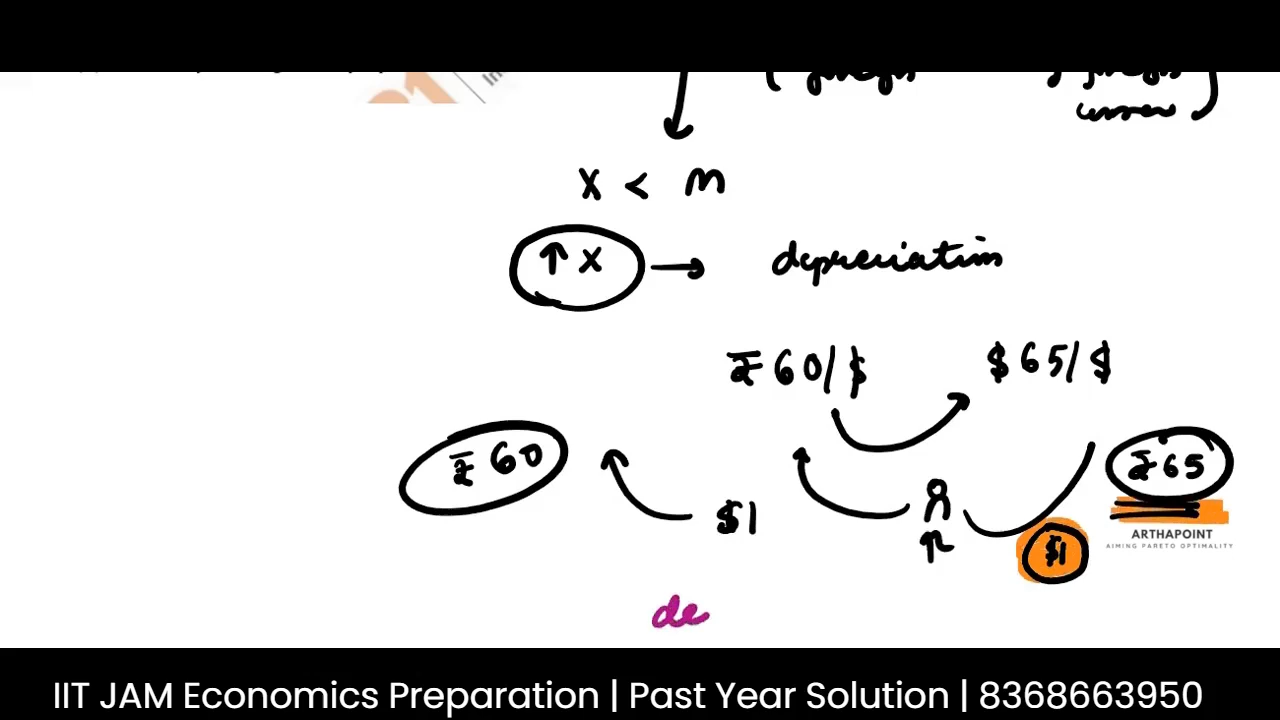 X < M
↑ X → depreciation
₹ 60/$ $ 65/$
₹ 60 $1 ₹ 65
ARTHAPOINT
AIMING PARETO OPTIMALITY
$1
de
IIT JAM Economics Preparation | Past Year Solution | 8368663950